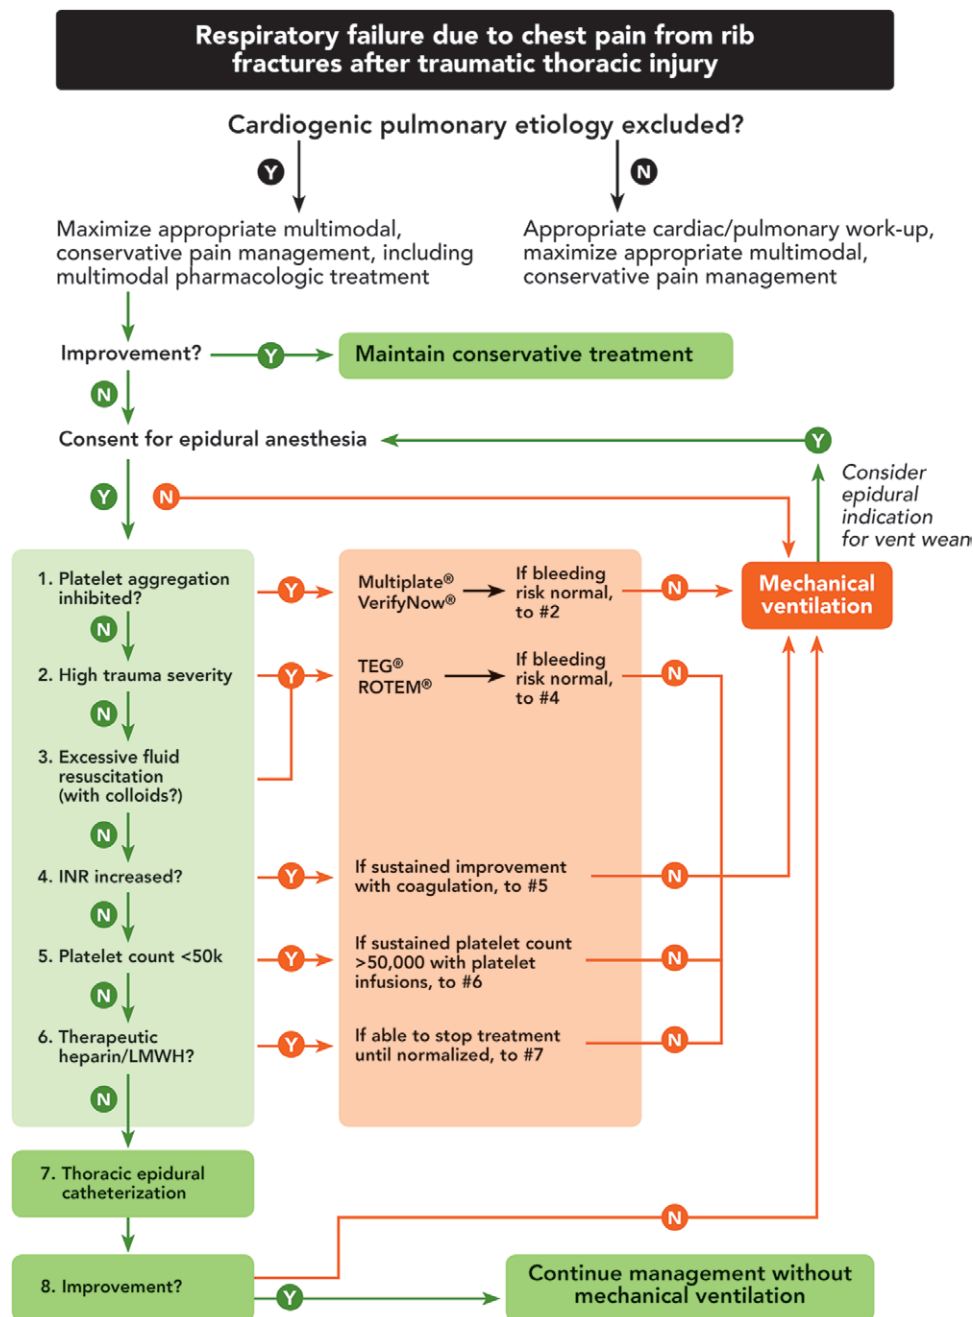 Respiratory failure due to chest pain from rib
fractures after traumatic thoracic injury
Cardiogenic pulmonary etiology excluded?
Y
N
Maximize appropriate multimodal,
conservative pain management, including
multimodal pharmacologic treatment
Appropriate cardiac/pulmonary work-up,
maximize appropriate multimodal,
conservative pain management
Improvement?
Y
Maintain conservative treatment
N
Consent for epidural anesthesia
Y
Consider
epidural
indication
for vent wean
Y
N
1. Platelet aggregation
inhibited?
Y
Multiplate®
VerifyNow®
If bleeding
risk normal,
to #2
N
Mechanical
ventilation
N
2. High trauma severity
Y
TEG®
ROTEM®
If bleeding
risk normal,
to #4
N
N
3. Excessive fluid
resuscitation
(with colloids?)
N
4. INR increased?
Y
If sustained improvement
with coagulation, to #5
N
N
5. Platelet count <50k
Y
If sustained platelet count
>50,000 with platelet
infusions, to #6
N
N
6. Therapeutic
heparin/LMWH?
Y
If able to stop treatment
until normalized, to #7
N
N
7. Thoracic epidural
catheterization
N
8. Improvement?
Y
Continue management without
mechanical ventilation